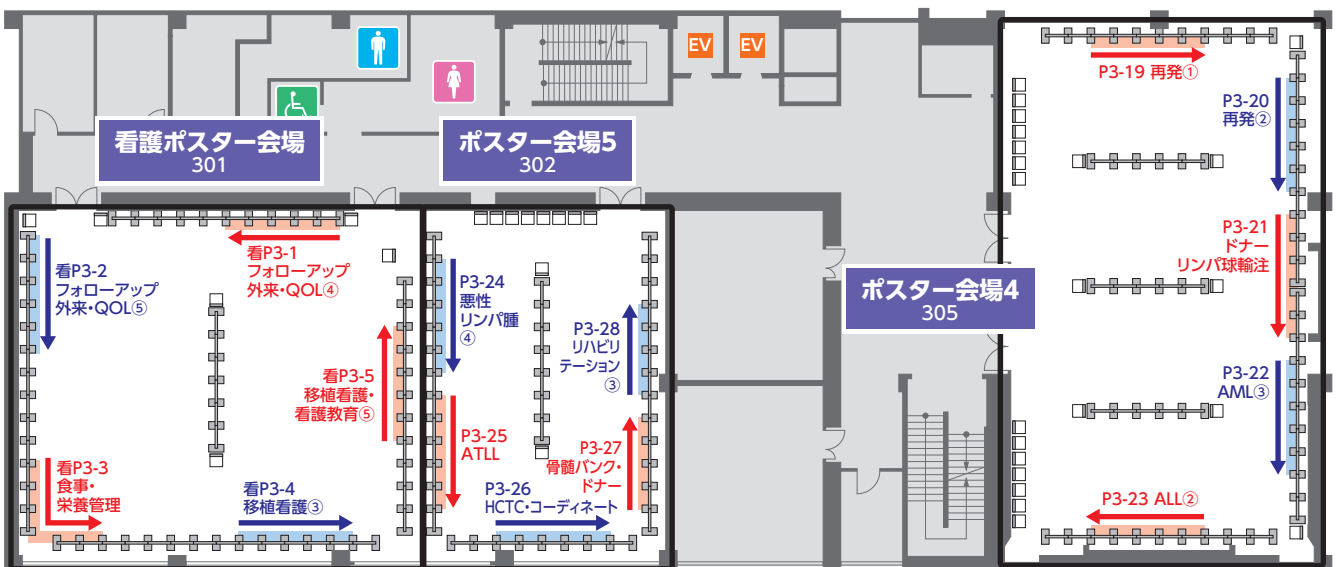 EV
EV
看護ポスター会場
301
ポスター会場5
302
ポスター会場4
305
看P3-1
フォローアップ
外来・QOL④
看P3-2
フォローアップ
外来・QOL⑤
看P3-3
食事・
栄養管理
看P3-4
移植看護③
看P3-5
移植看護・
看護教育⑤
P3-24
悪性
リンパ腫
④
P3-25
ATLL
P3-26
HCTC・コーディネート
P3-27
骨髄バンク・
ドナー
P3-28
リハビリ
テーション
③
P3-19 再発①
P3-20
再発②
P3-21
ドナー
リンパ球輸注
P3-22
AML③
P3-23 ALL②